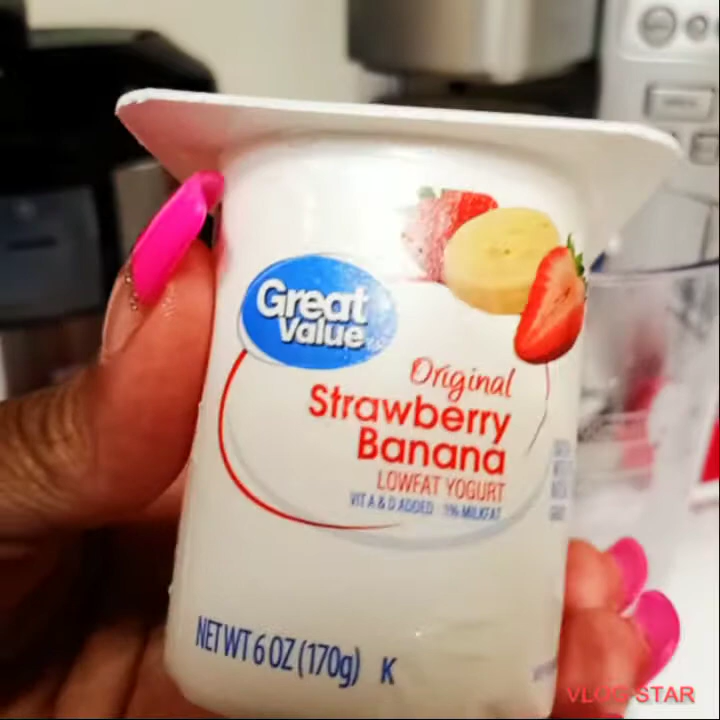 Great
Value
Original
Strawberry
Banana
LOWFAT YOGURT
VIT A & D ADDED 1% MILKFAT
NET WT 6 OZ (170g) K
VLOG STAR